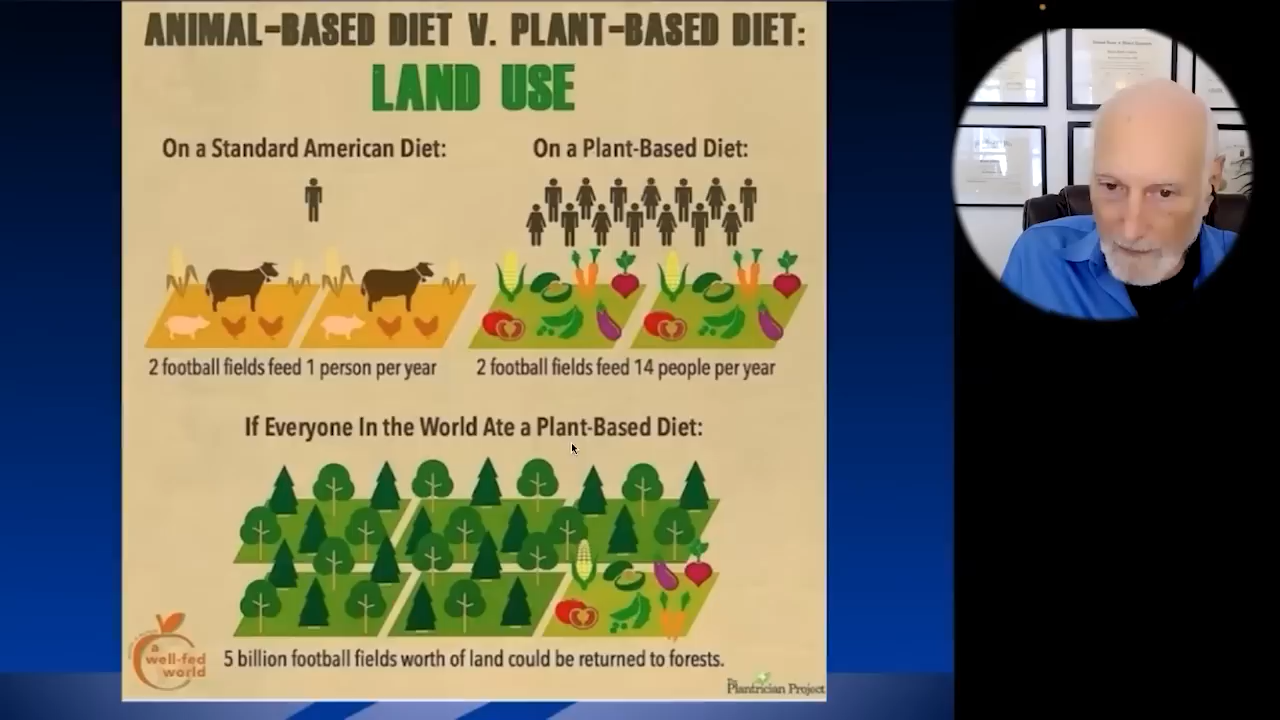 ANIMAL-BASED DIET V. PLANT-BASED DIET:
LAND USE
On a Standard American Diet:
On a Plant-Based Diet:
2 football fields feed 1 person per year
2 football fields feed 14 people per year
If Everyone In the World Ate a Plant-Based Diet:
5 billion football fields worth of land could be returned to forests.
a
well-fed
world
The
Plantrician Project